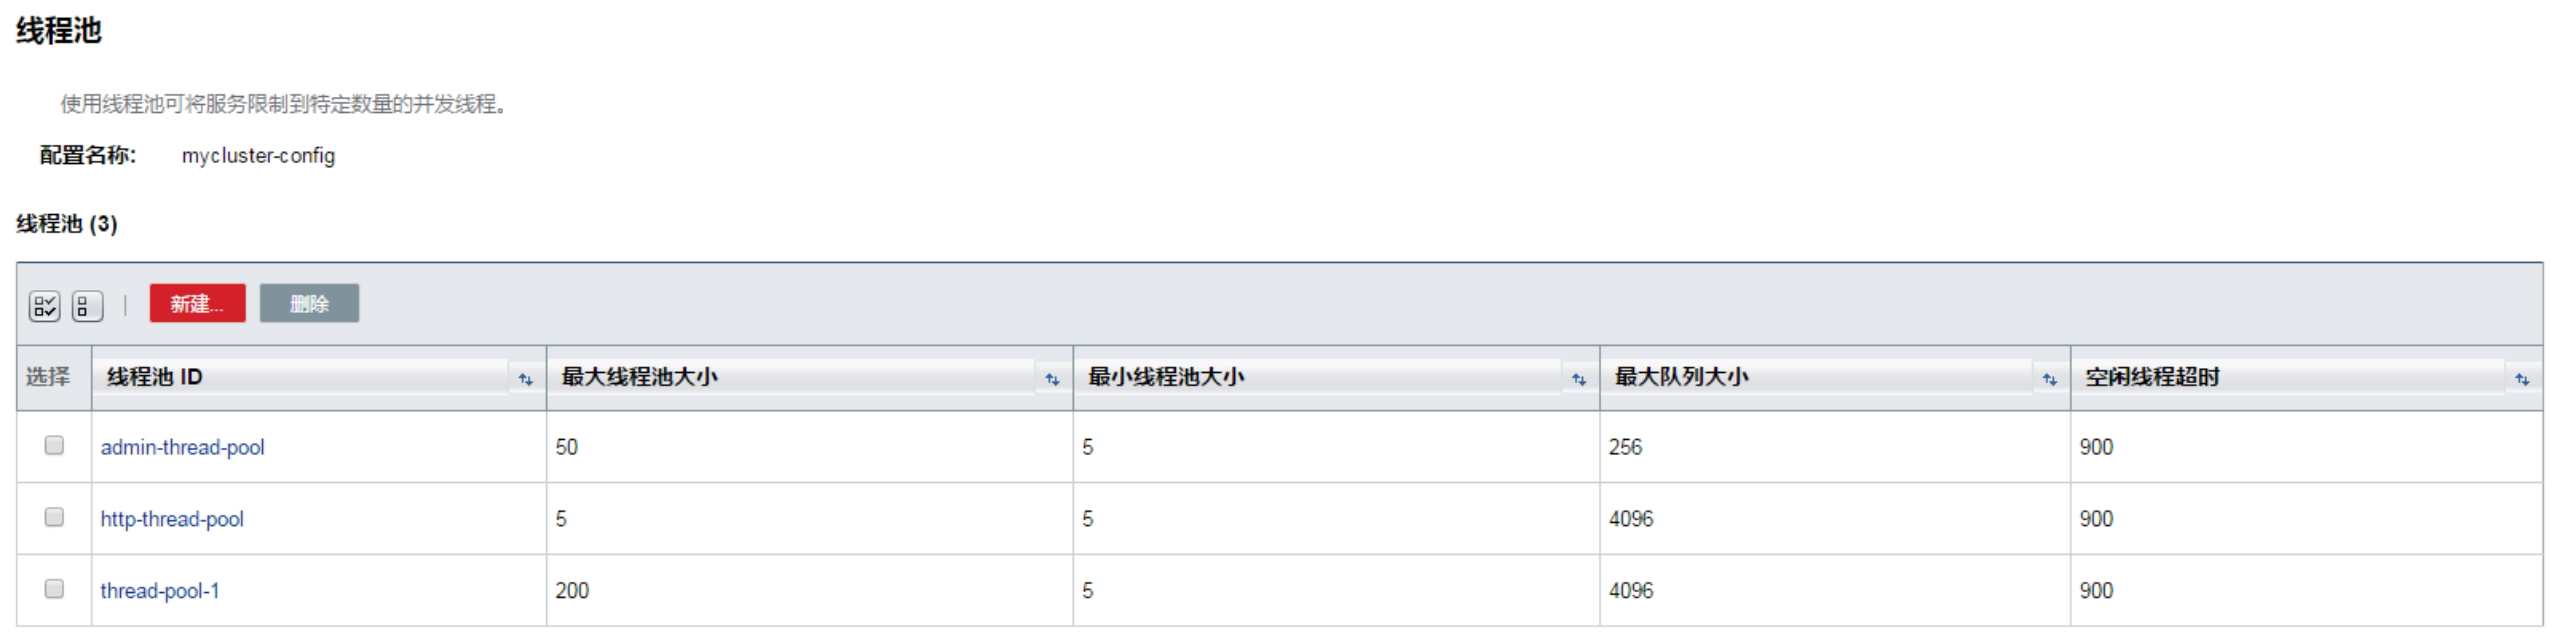 线程池
使用线程池可将服务限制到特定数量的并发线程。
配置名称: mycluster-config
线程池 (3)
新建... 删除
选择 线程池 ID 最大线程池大小 最小线程池大小 最大队列大小 空闲线程超时
admin-thread-pool 50 5 256 900
http-thread-pool 5 5 4096 900
thread-pool-1 200 5 4096 900